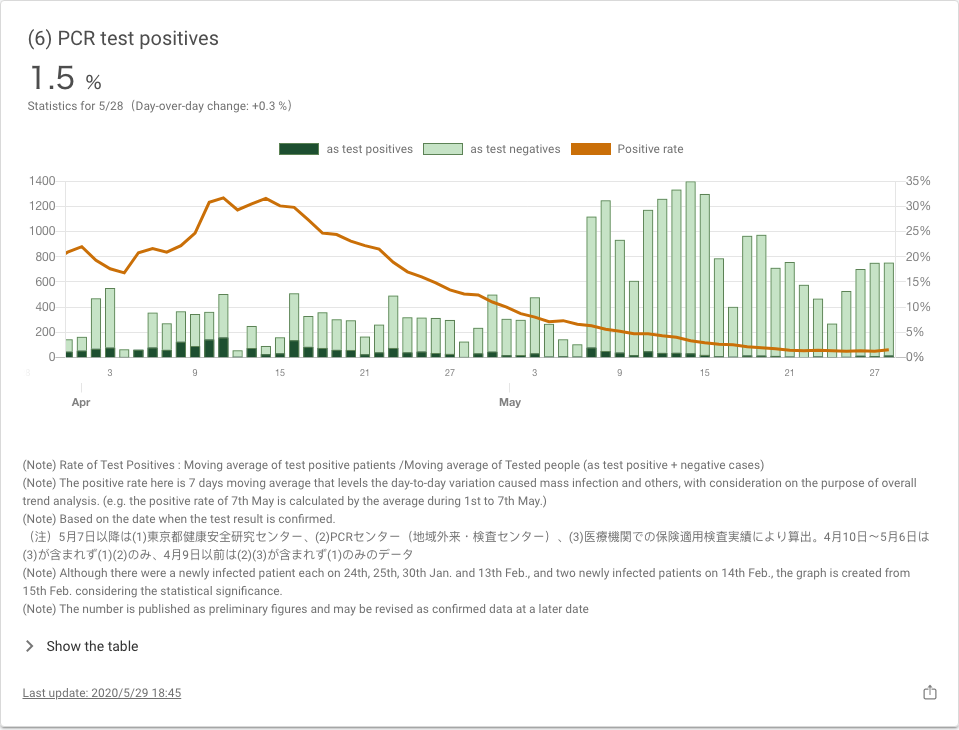 (6) PCR test positives
1.5 %
Statistics for 5/28（Day-over-day change: +0.3 %）
as test positives as test negatives Positive rate
1400 35%
1200 30%
1000 25%
800 20%
600 15%
400 10%
200 5%
0 0%
3 9 15 21 27 3 9 15 21 27
Apr May
(Note) Rate of Test Positives : Moving average of test positive patients /Moving average of Tested people (as test positive + negative cases)
(Note) The positive rate here is 7 days moving average that levels the day-to-day variation caused mass infection and others, with consideration on the purpose of overall
trend analysis. (e.g. the positive rate of 7th May is calculated by the average during 1st to 7th May.)
(Note) Based on the date when the test result is confirmed.
（注）5月7日以降は(1)東京都健康安全研究センター、(2)PCRセンター（地域外来・検査センター）、(3)医療機関での保険適用検査実績により算出。4月10日～5月6日は
(3)が含まれず(1)(2)のみ、4月9日以前は(2)(3)が含まれず(1)のみのデータ
(Note) Although there were a newly infected patient each on 24th, 25th, 30th Jan. and 13th Feb., and two newly infected patients on 14th Feb., the graph is created from
15th Feb. considering the statistical significance.
(Note) The number is published as preliminary figures and may be revised as confirmed data at a later date
Show the table
Last update: 2020/5/29 18:45